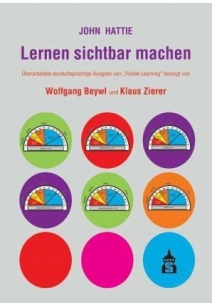 JOHN HATTIE
Lernen sichtbar machen
Überarbeitete deutschsprachige Ausgabe von „Visible Learning“ besorgt von
Wolfgang Beywl und Klaus Zierer